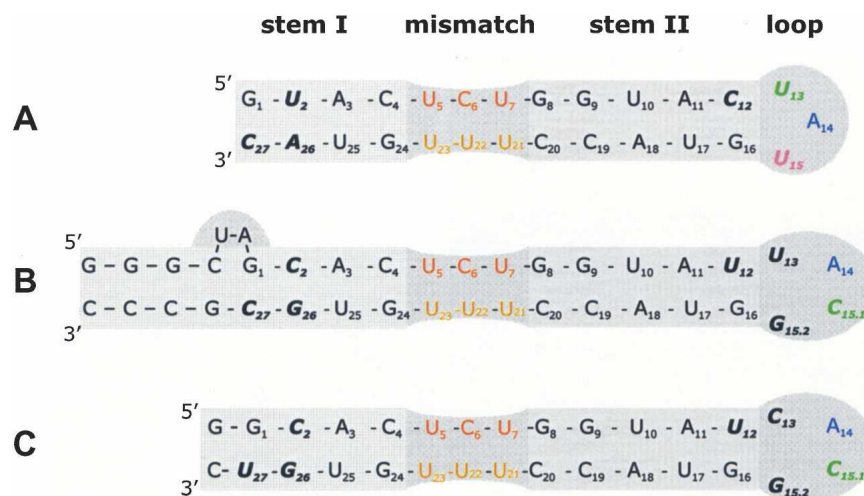 stem I mismatch stem II loop
A
5′ G₁ - U₂ - A₃ - C₄ - U₅ - C₆ - U₇ - G₈ - G₉ - U₁₀ - A₁₁ - C₁₂ U₁₃
A₁₄
3′ C₂₇ - A₂₆ - U₂₅ - G₂₄ - U₂₃ - U₂₂ - U₂₁ - C₂₀ - C₁₉ - A₁₈ - U₁₇ - G₁₆ U₁₅
B
U-A
5′ G – G – G – C G₁ - C₂ - A₃ - C₄ - U₅ - C₆ - U₇ - G₈ - G₉ - U₁₀ - A₁₁ - U₁₂ U₁₃ A₁₄
3′ C – C – C – G - C₂₇ - G₂₆ - U₂₅ - G₂₄ - U₂₃ - U₂₂ - U₂₁ - C₂₀ - C₁₉ - A₁₈ - U₁₇ - G₁₆ G₁₅.₂ C₁₅.₁
C
5′ G - G₁ - C₂ - A₃ - C₄ - U₅ - C₆ - U₇ - G₈ - G₉ - U₁₀ - A₁₁ - U₁₂ C₁₃ A₁₄
3′ C - U₂₇ - G₂₆ - U₂₅ - G₂₄ - U₂₃ - U₂₂ - U₂₁ - C₂₀ - C₁₉ - A₁₈ - U₁₇ - G₁₆ G₁₅.₂ C₁₅.₁